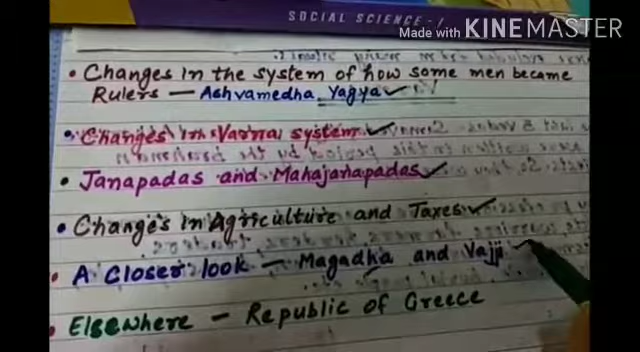 SOCIAL SCIENCE - I
Made with KINEMASTER
• Changes in the system of how some men became
Rulers — Ashvamedha Yagya ✓
• Changes in Varna system ✓
• Janapadas and Mahajanapadas ✓
• Changes in Agriculture and Taxes ✓
• A Closer look — Magadha and Vajji ✓
• Elsewhere - Republic of Greece